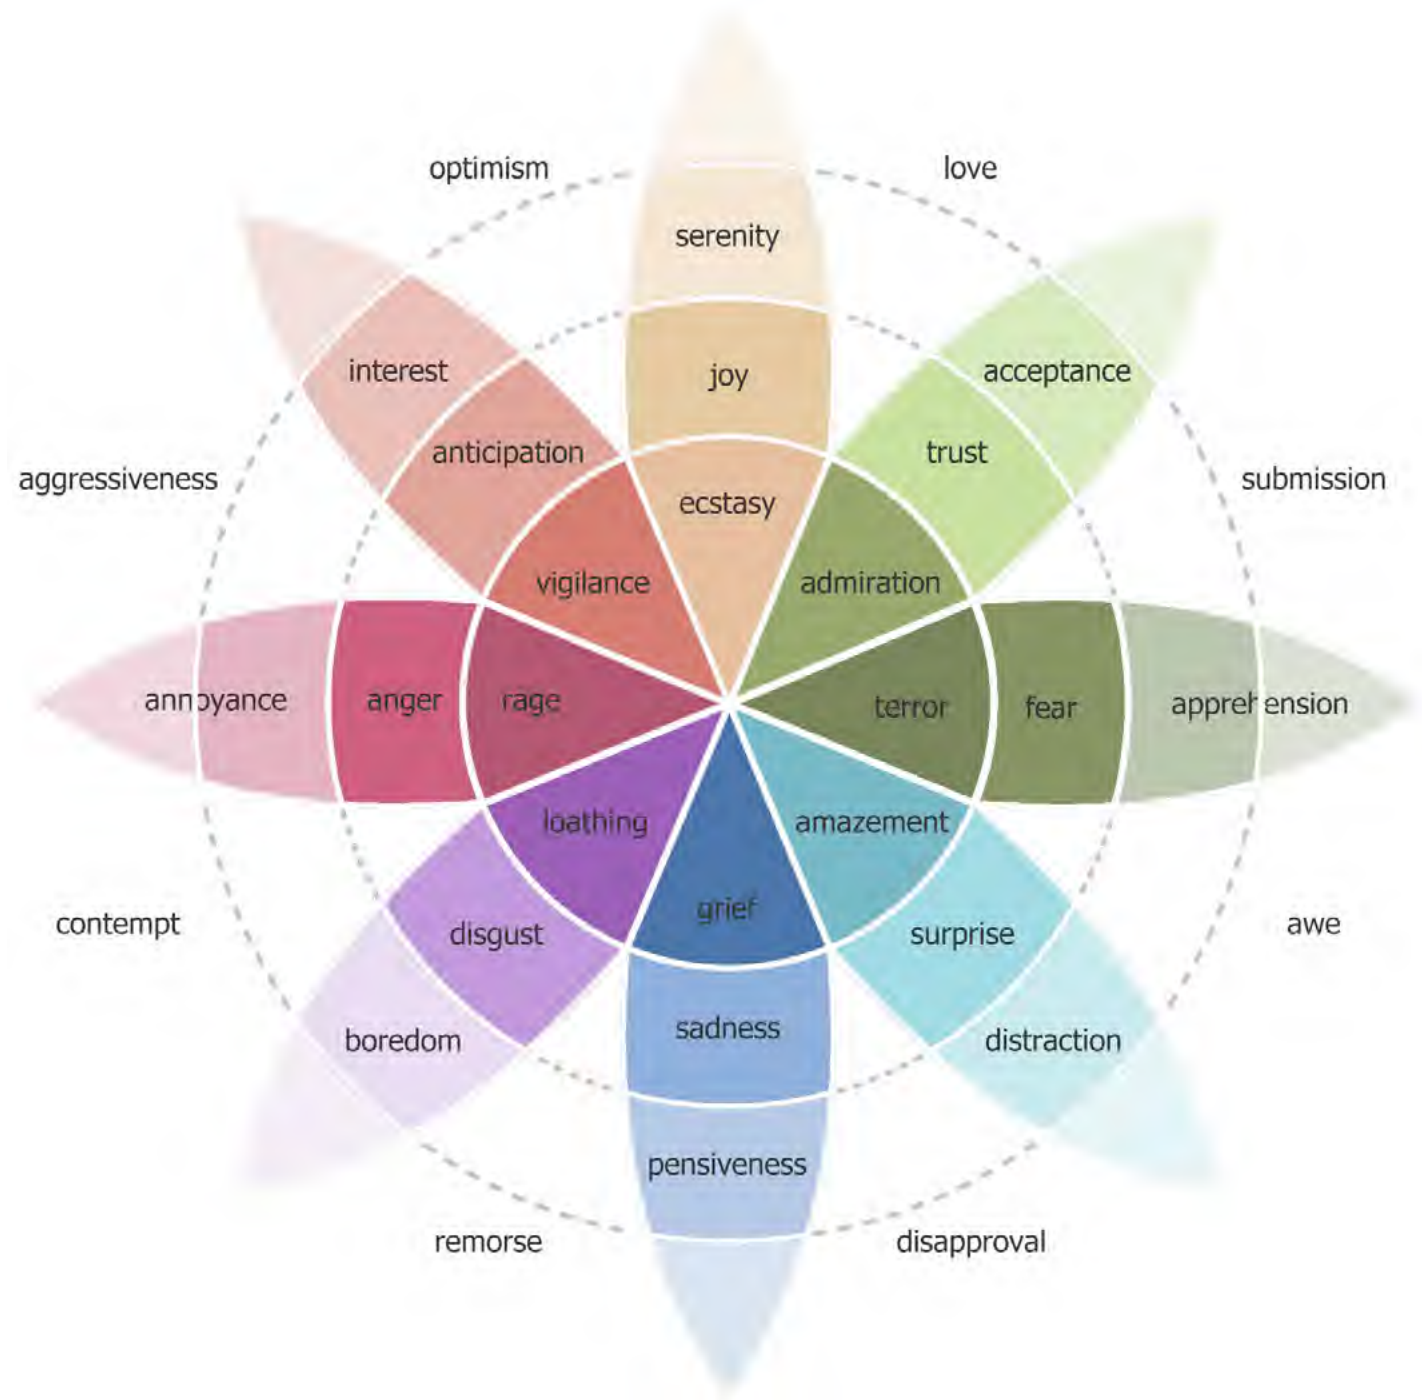 optimism
love
serenity
interest
joy
acceptance
anticipation
trust
aggressiveness
ecstasy
submission
vigilance
admiration
annoyance
anger
rage
terror
fear
apprehension
loathing
amazement
grief
contempt
disgust
surprise
awe
sadness
boredom
distraction
pensiveness
remorse
disapproval